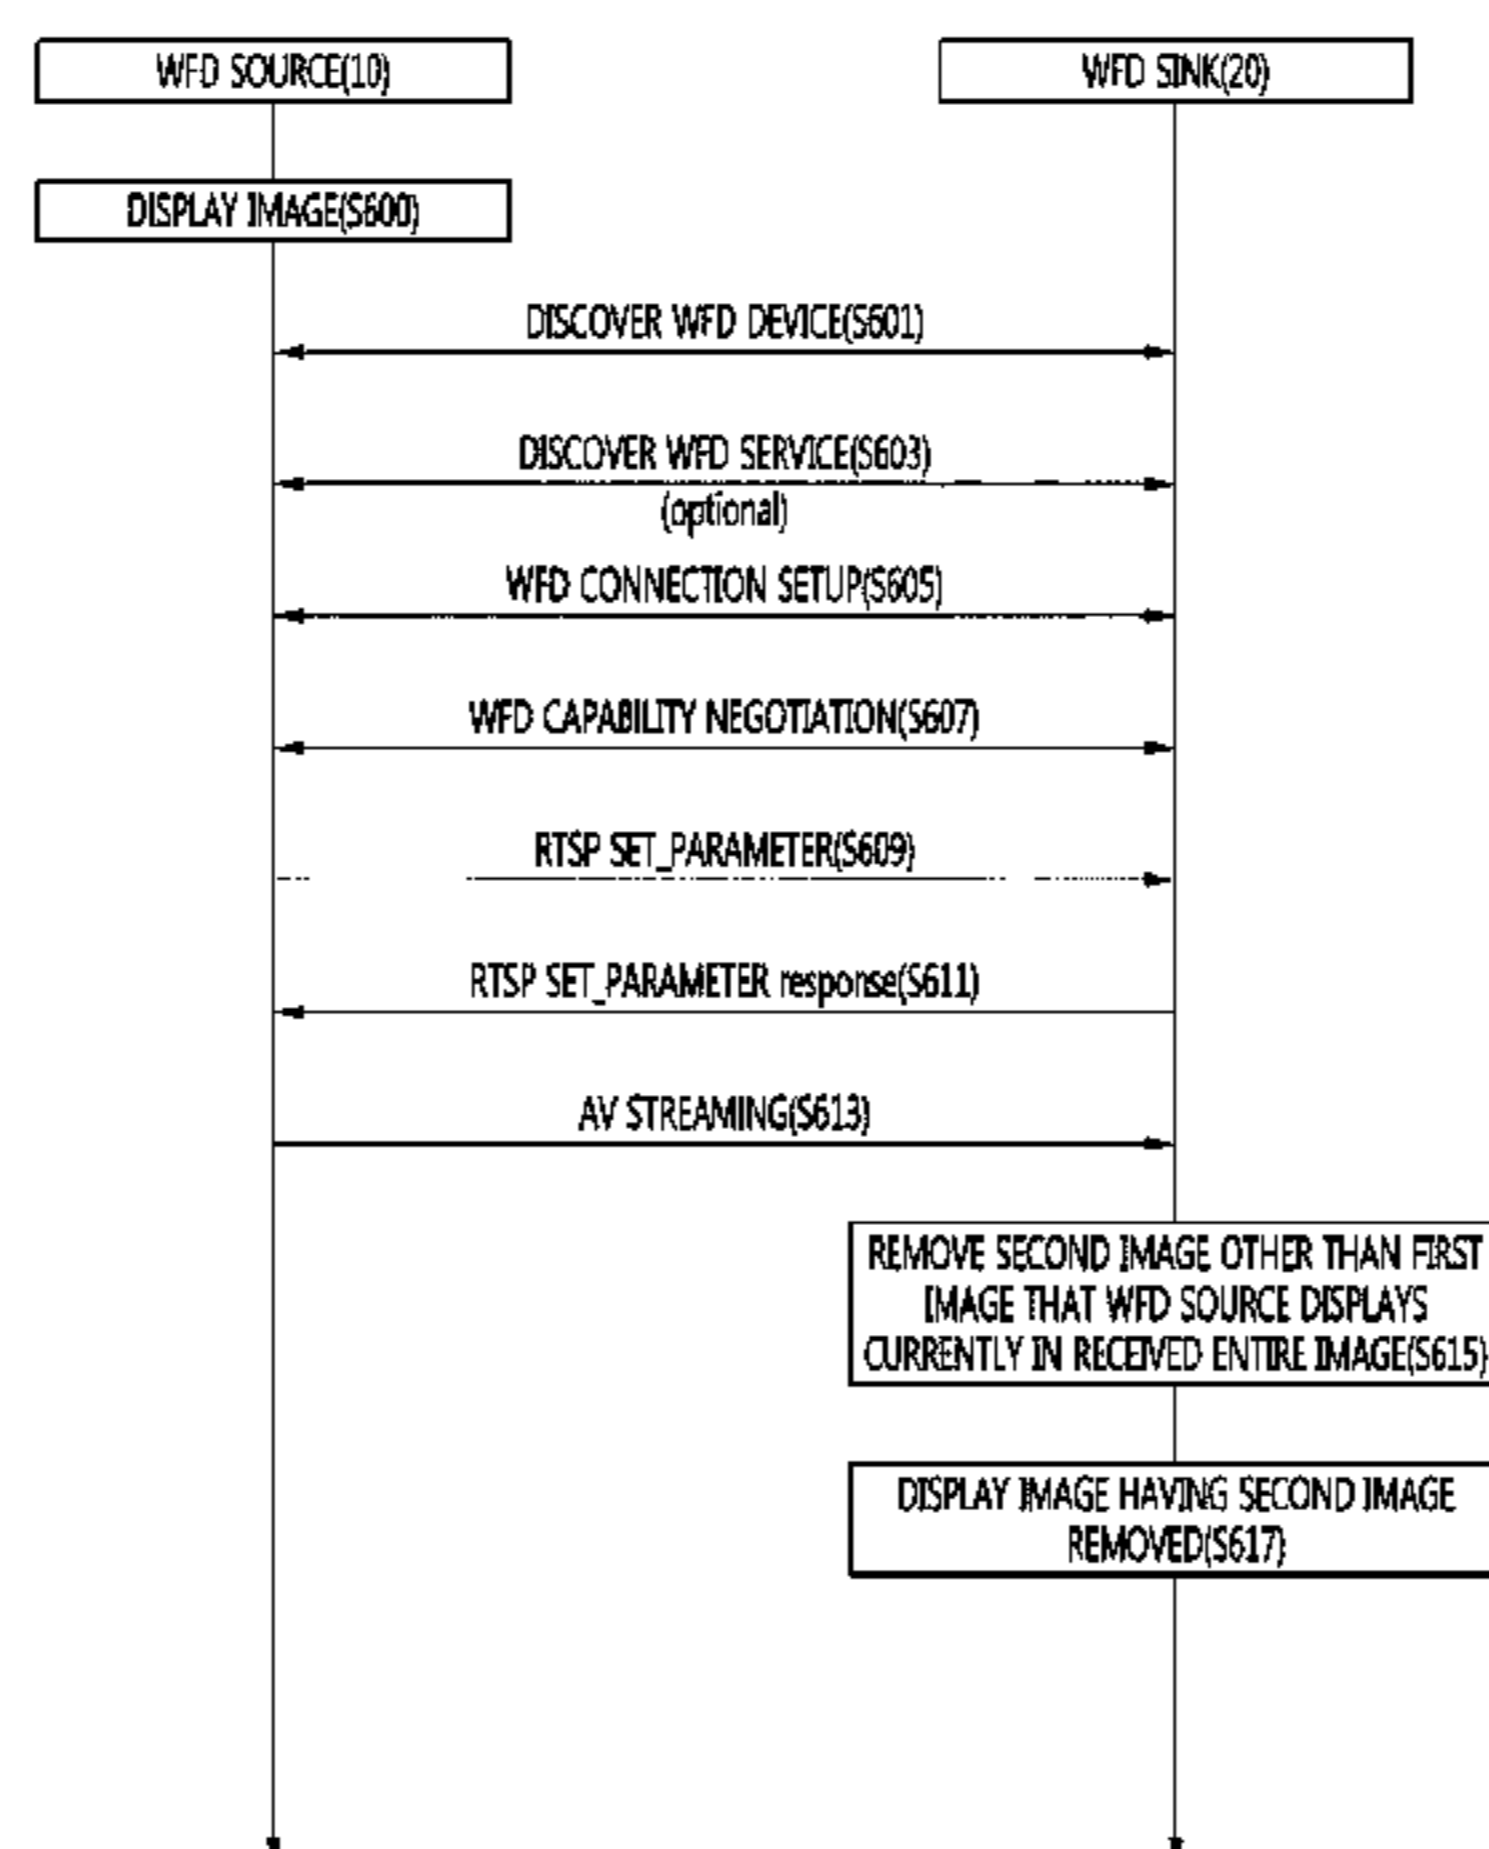 WFD SOURCE(10)
WFD SINK(20)
DISPLAY IMAGE(S600)
DISCOVER WFD DEVICE(S601)
DISCOVER WFD SERVICE(S603)
(optional)
WFD CONNECTION SETUP(S605)
WFD CAPABILITY NEGOTIATION(S607)
RTSP SET_PARAMETER(S609)
RTSP SET_PARAMETER response(S611)
AV STREAMING(S613)
REMOVE SECOND IMAGE OTHER THAN FIRST
IMAGE THAT WFD SOURCE DISPLAYS
CURRENTLY IN RECEIVED ENTIRE IMAGE(S615)
DISPLAY IMAGE HAVING SECOND IMAGE
REMOVED(S617)